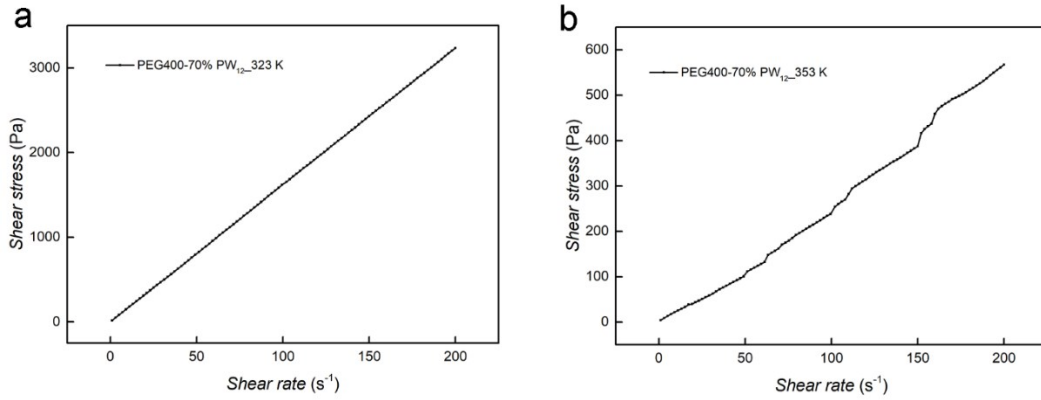 a
PEG400-70% PW₁₂_323 K
3000
2000
1000
0
Shear stress (Pa)
0 50 100 150 200
Shear rate (s⁻¹)
b
PEG400-70% PW₁₂_353 K
600
500
400
300
200
100
0
Shear stress (Pa)
0 50 100 150 200
Shear rate (s⁻¹)